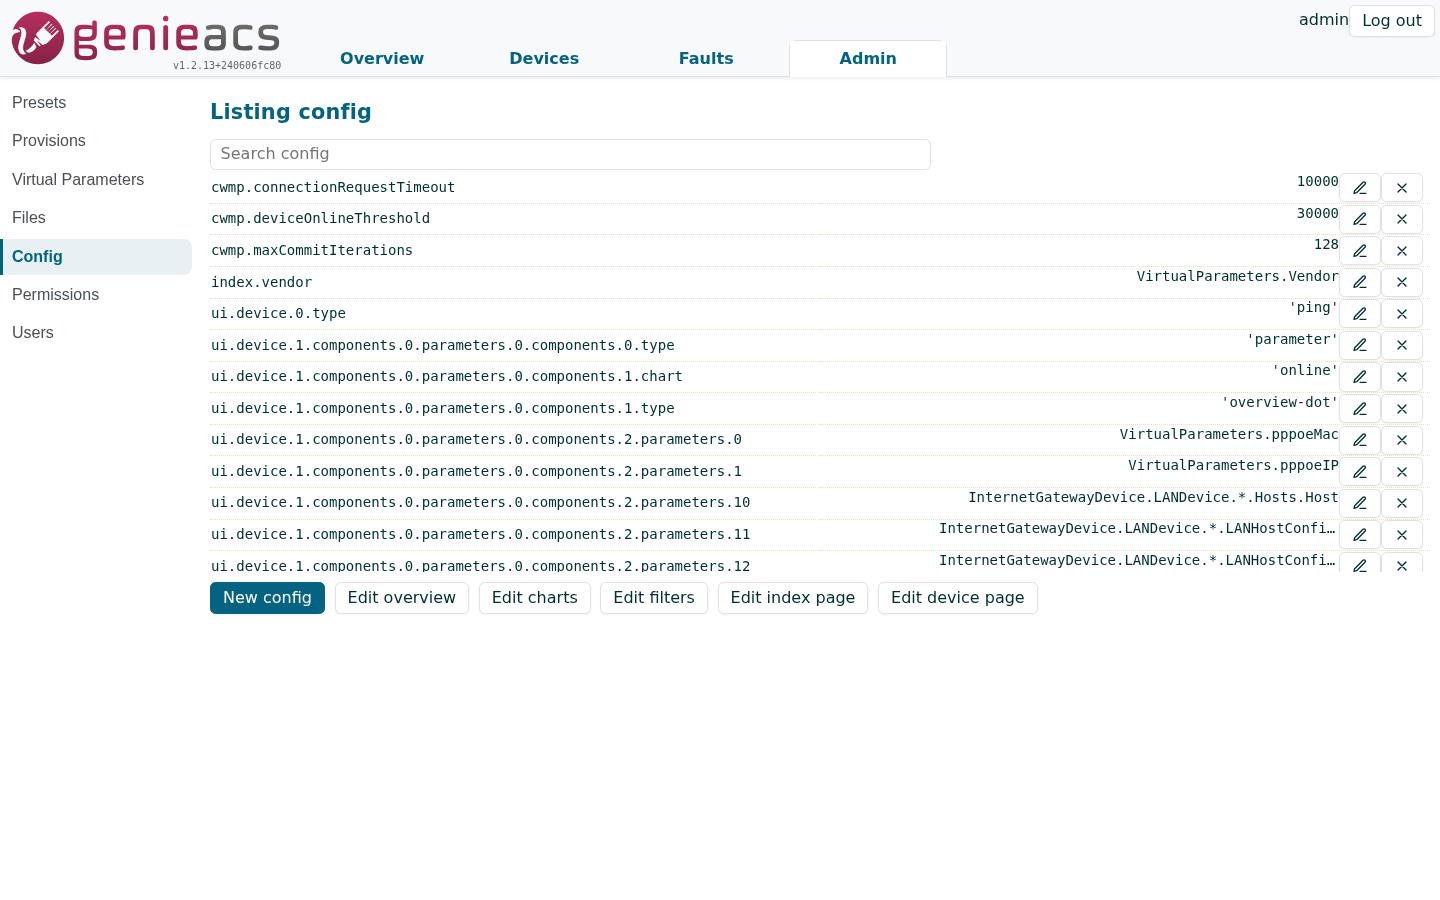 genieacs
v1.2.13+240606fc80
Overview Devices Faults Admin
admin Log out
Presets
Provisions
Virtual Parameters
Files
Config
Permissions
Users
Listing config
Search config
cwmp.connectionRequestTimeout 10000
cwmp.deviceOnlineThreshold 30000
cwmp.maxCommitIterations 128
index.vendor VirtualParameters.Vendor
ui.device.0.type 'ping'
ui.device.1.components.0.parameters.0.components.0.type 'parameter'
ui.device.1.components.0.parameters.0.components.1.chart 'online'
ui.device.1.components.0.parameters.0.components.1.type 'overview-dot'
ui.device.1.components.0.parameters.0.components.2.parameters.0 VirtualParameters.pppoeMac
ui.device.1.components.0.parameters.0.components.2.parameters.1 VirtualParameters.pppoeIP
ui.device.1.components.0.parameters.0.components.2.parameters.10 InternetGatewayDevice.LANDevice.*.Hosts.Host
ui.device.1.components.0.parameters.0.components.2.parameters.11 InternetGatewayDevice.LANDevice.*.LANHostConfi…
ui.device.1.components.0.parameters.0.components.2.parameters.12 InternetGatewayDevice.LANDevice.*.LANHostConfi…
New config Edit overview Edit charts Edit filters Edit index page Edit device page